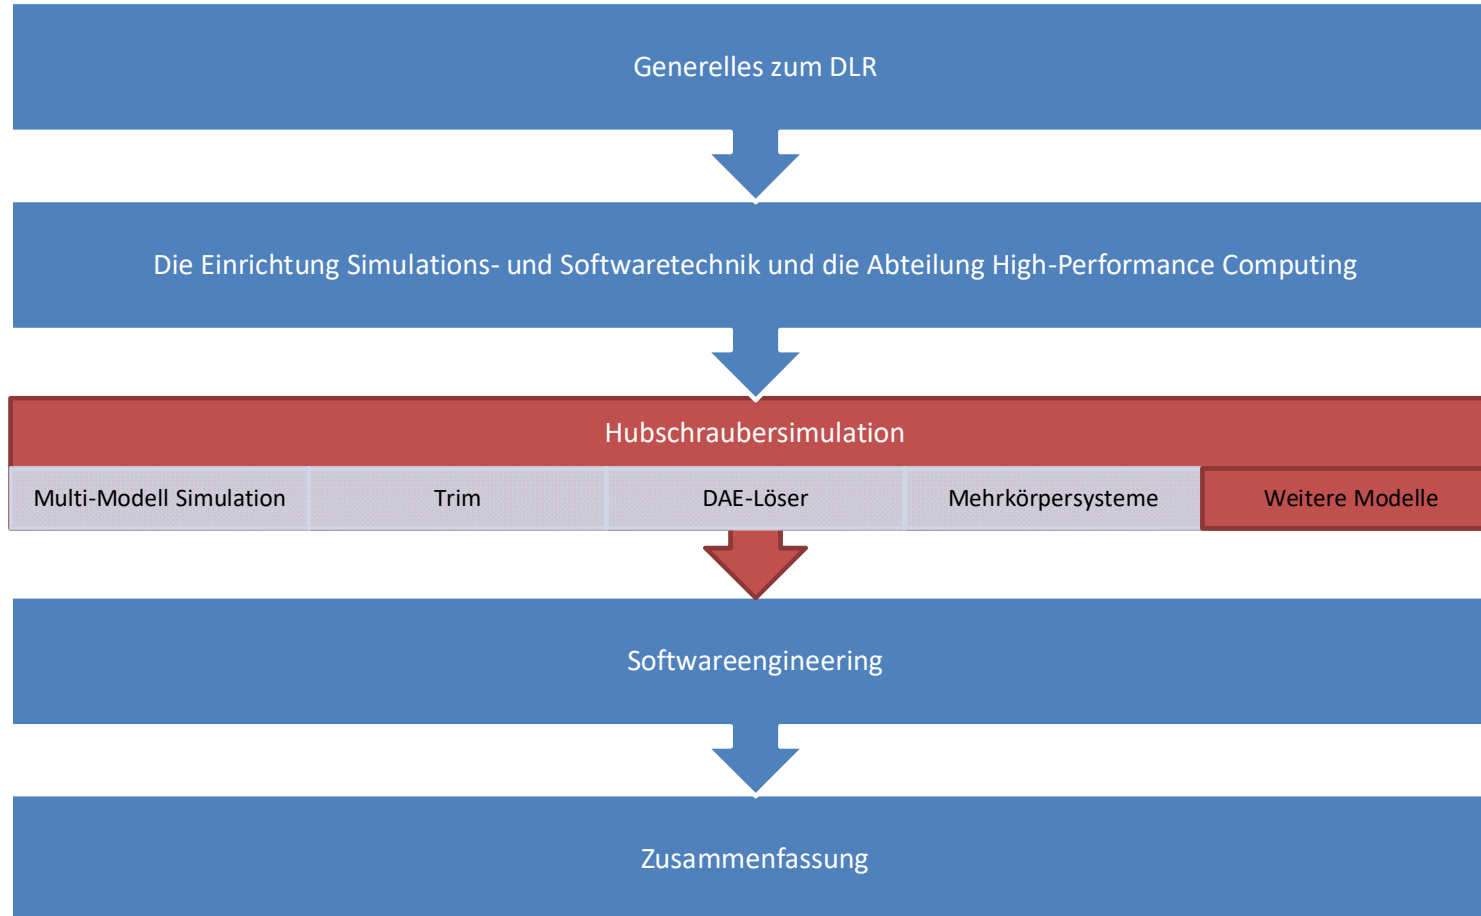 Generelles zum DLR
Die Einrichtung Simulations- und Softwaretechnik und die Abteilung High-Performance Computing
Hubschraubersimulation
Multi-Modell Simulation
Trim
DAE-Löser
Mehrkörpersysteme
Weitere Modelle
Softwareengineering
Zusammenfassung